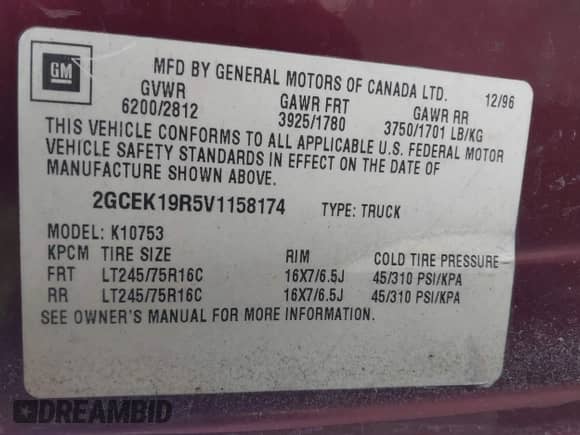 GM
MFD BY GENERAL MOTORS OF CANADA LTD. 12/96
GVWR GAWR FRT GAWR RR
6200/2812 3925/1780 3750/1701 LB/KG
THIS VEHICLE CONFORMS TO ALL APPLICABLE U.S. FEDERAL MOTOR
VEHICLE SAFETY STANDARDS IN EFFECT ON THE DATE OF
MANUFACTURE SHOWN ABOVE.
2GCEK19R5V1158174 TYPE: TRUCK
MODEL: K10753
KPCM TIRE SIZE RIM COLD TIRE PRESSURE
FRT LT245/75R16C 16X7/6.5J 45/310 PSI/KPA
RR LT245/75R16C 16X7/6.5J 45/310 PSI/KPA
SEE OWNER'S MANUAL FOR MORE INFORMATION.
DREAMBID